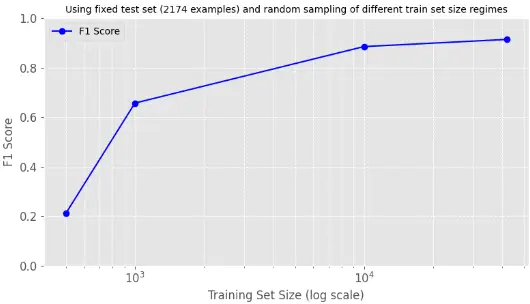 Using fixed test set (2174 examples) and random sampling of different train set size regimes
F1 Score
1.0
0.8
0.6
0.4
0.2
0.0
F1 Score
10³
10⁴
Training Set Size (log scale)